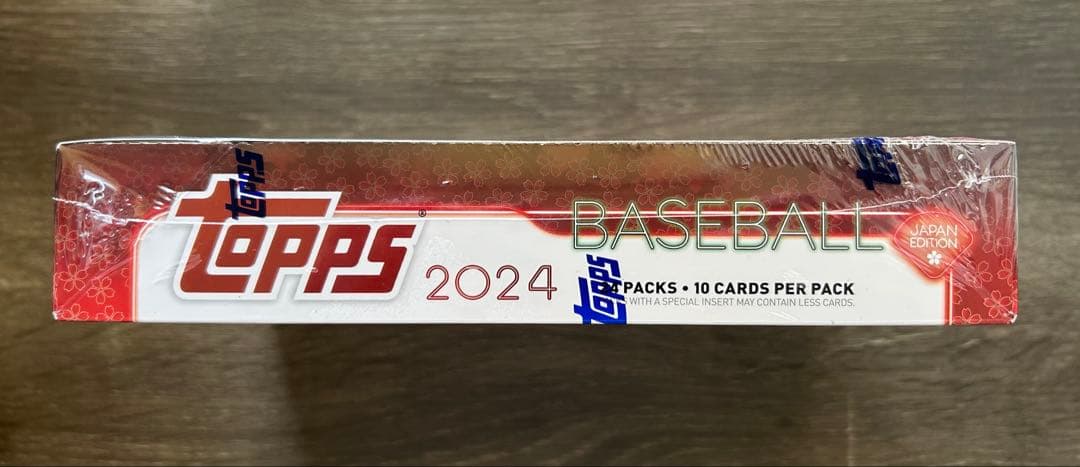 Topps®
2024
BASEBALL
JAPAN
EDITION
24 PACKS • 10 CARDS PER PACK
WITH A SPECIAL INSERT MAY CONTAIN LESS CARDS.
Topps
Topps
Topps